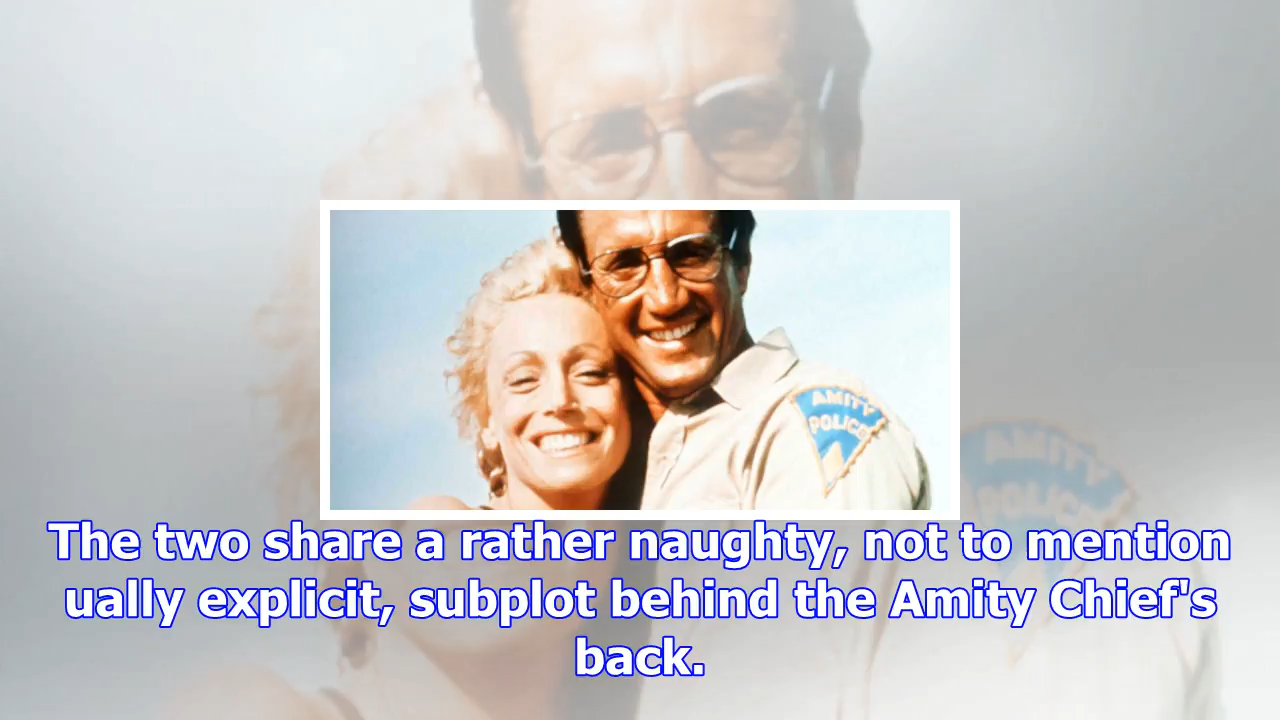 AMITY
POLICE
The two share a rather naughty, not to mention
ually explicit, subplot behind the Amity Chief's
back.